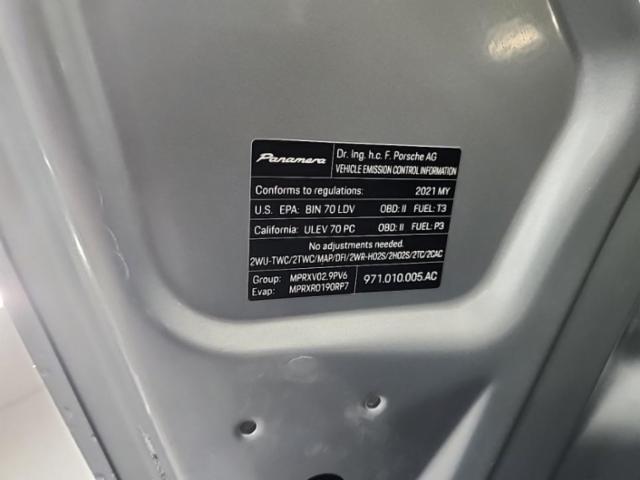 Panamera
Dr. Ing. h.c. F. Porsche AG
VEHICLE EMISSION CONTROL INFORMATION
Conforms to regulations: 2021 MY
U.S. EPA: BIN 70 LDV OBD: II FUEL: T3
California: ULEV 70 PC OBD: II FUEL: P3
No adjustments needed.
2WU-TWC/2TWC/MAP/DFI/2WR-HO2S/2HO2S/2TC/2CAC
Group: MPRXV02.9PV6
Evap: MPRXR0190RP7
971.010.005.AC